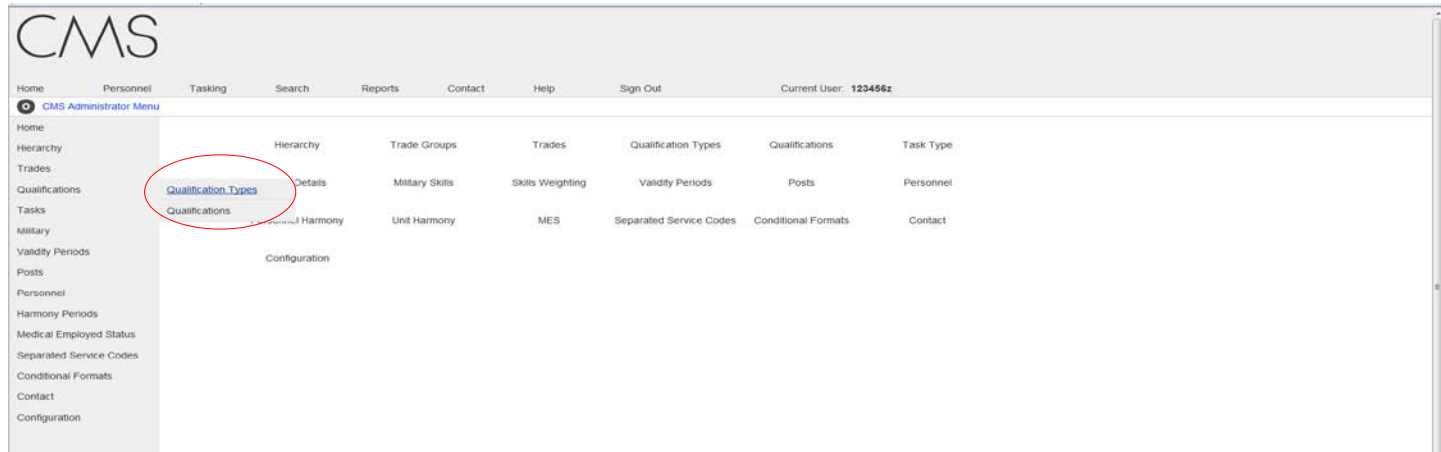 CMS
Home Personnel Tasking Search Reports Contact Help Sign Out Current User: 123456z
CMS Administrator Menu
Home
Hierarchy
Trades
Qualifications
Tasks
Military
Validity Periods
Posts
Personnel
Harmony Periods
Medical Employed Status
Separated Service Codes
Conditional Formats
Contact
Configuration
Qualification Types
Qualifications
Hierarchy Trade Groups Trades Qualification Types Qualifications Task Type
Details Military Skills Skills Weighting Validity Periods Posts Personnel
Harmony Unit Harmony MES Separated Service Codes Conditional Formats Contact
Configuration